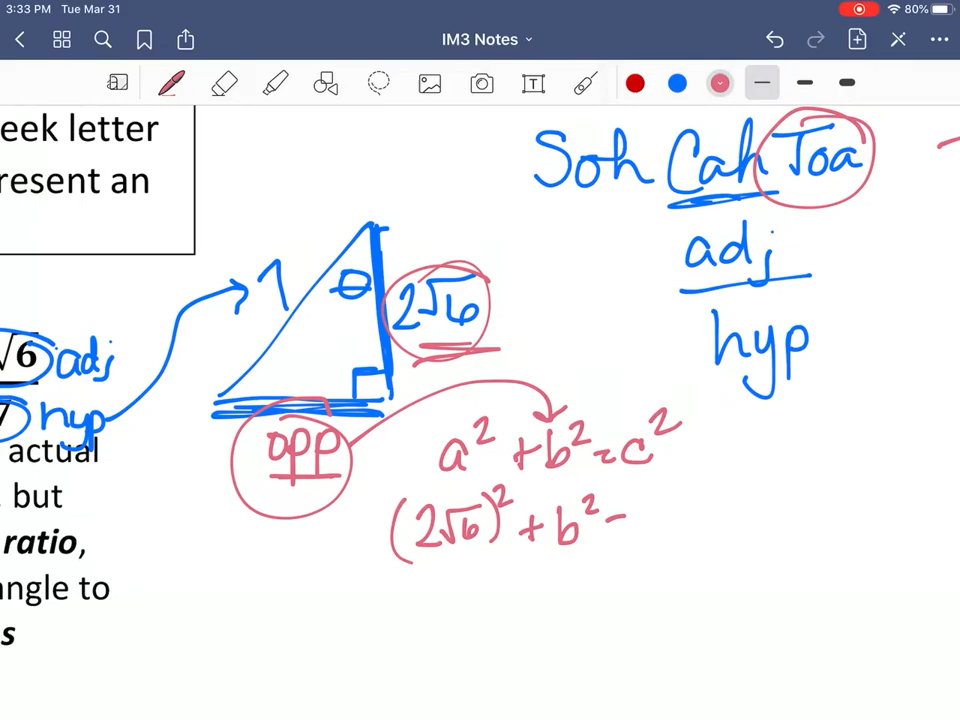 3:33 PM Tue Mar 31
80%
IM3 Notes
T
eek letter
resent an
Soh Cah Toa
adj
hyp
7
θ
2√6
√6 adj
7 hyp
actual
, but
ratio,
angle to
s
opp
a² + b² = c²
(2√6)² + b² =